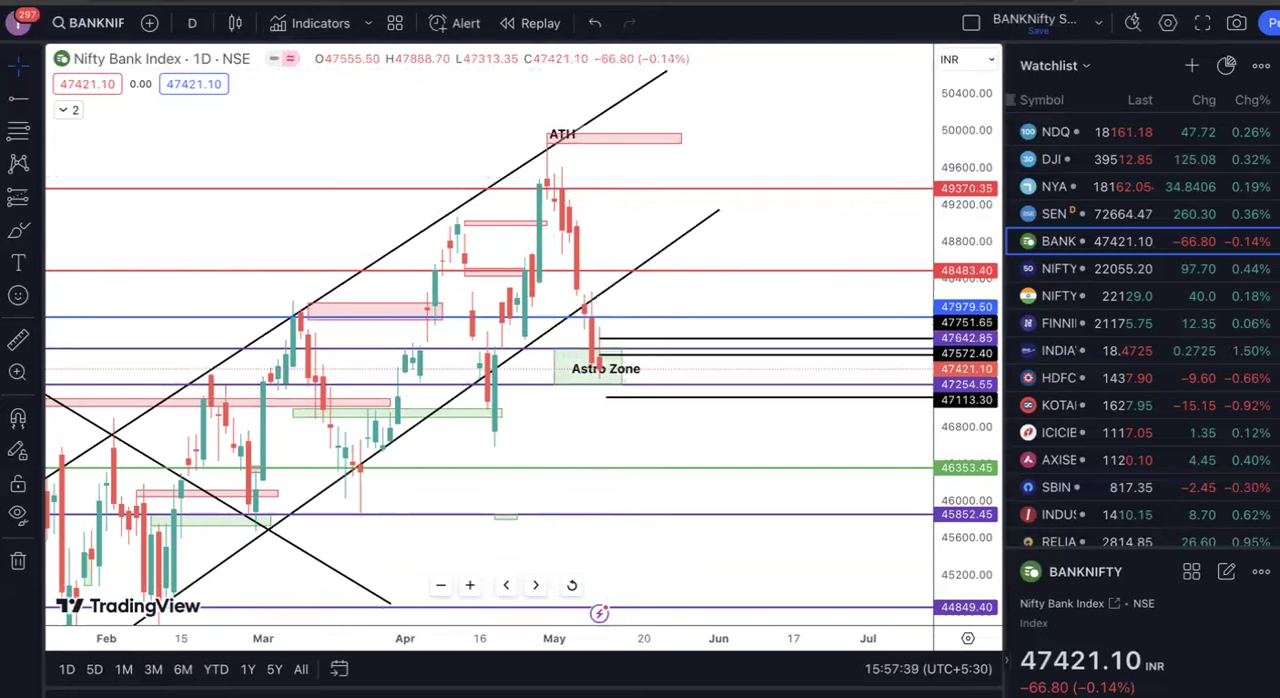 297
BANKNIF
D
Indicators
Alert
Replay
BANKNifty S...
Save
Nifty Bank Index · 1D · NSE
O47555.50 H47888.70 L47313.35 C47421.10 −66.80 (−0.14%)
INR
47421.10 0.00 47421.10
2
ATH
Astro Zone
50400.00
50000.00
49600.00
49370.35
49200.00
48800.00
48483.40
48400.00
47979.50
47751.65
47642.85
47572.40
47421.10
47254.55
47113.30
46800.00
46353.45
46000.00
45852.45
45600.00
45200.00
44849.40
TradingView
Feb 15 Mar Apr 16 May 20 Jun 17 Jul
1D 5D 1M 3M 6M YTD 1Y 5Y All
15:57:39 (UTC+5:30)
Watchlist
Symbol Last Chg Chg%
NDQ 18161.18 47.72 0.26%
DJI 39512.85 125.08 0.32%
NYA 18162.05 34.8406 0.19%
SEN D 72664.47 260.30 0.36%
BANK 47421.10 −66.80 −0.14%
NIFTY 22055.20 97.70 0.44%
NIFTY 22129.0 40.0 0.18%
FINNI 21175.75 12.35 0.06%
INDIA 18.4725 0.2725 1.50%
HDFC 1437.90 −9.60 −0.66%
KOTA 1627.95 −15.15 −0.92%
ICICIE 1117.05 1.35 0.12%
AXISE 1120.10 4.45 0.40%
SBIN 817.35 −2.45 −0.30%
INDUS 1410.15 8.70 0.62%
RELIA 2814.85 26.60 0.95%
BANKNIFTY
Nifty Bank Index · NSE
Index
47421.10 INR
−66.80 (−0.14%)